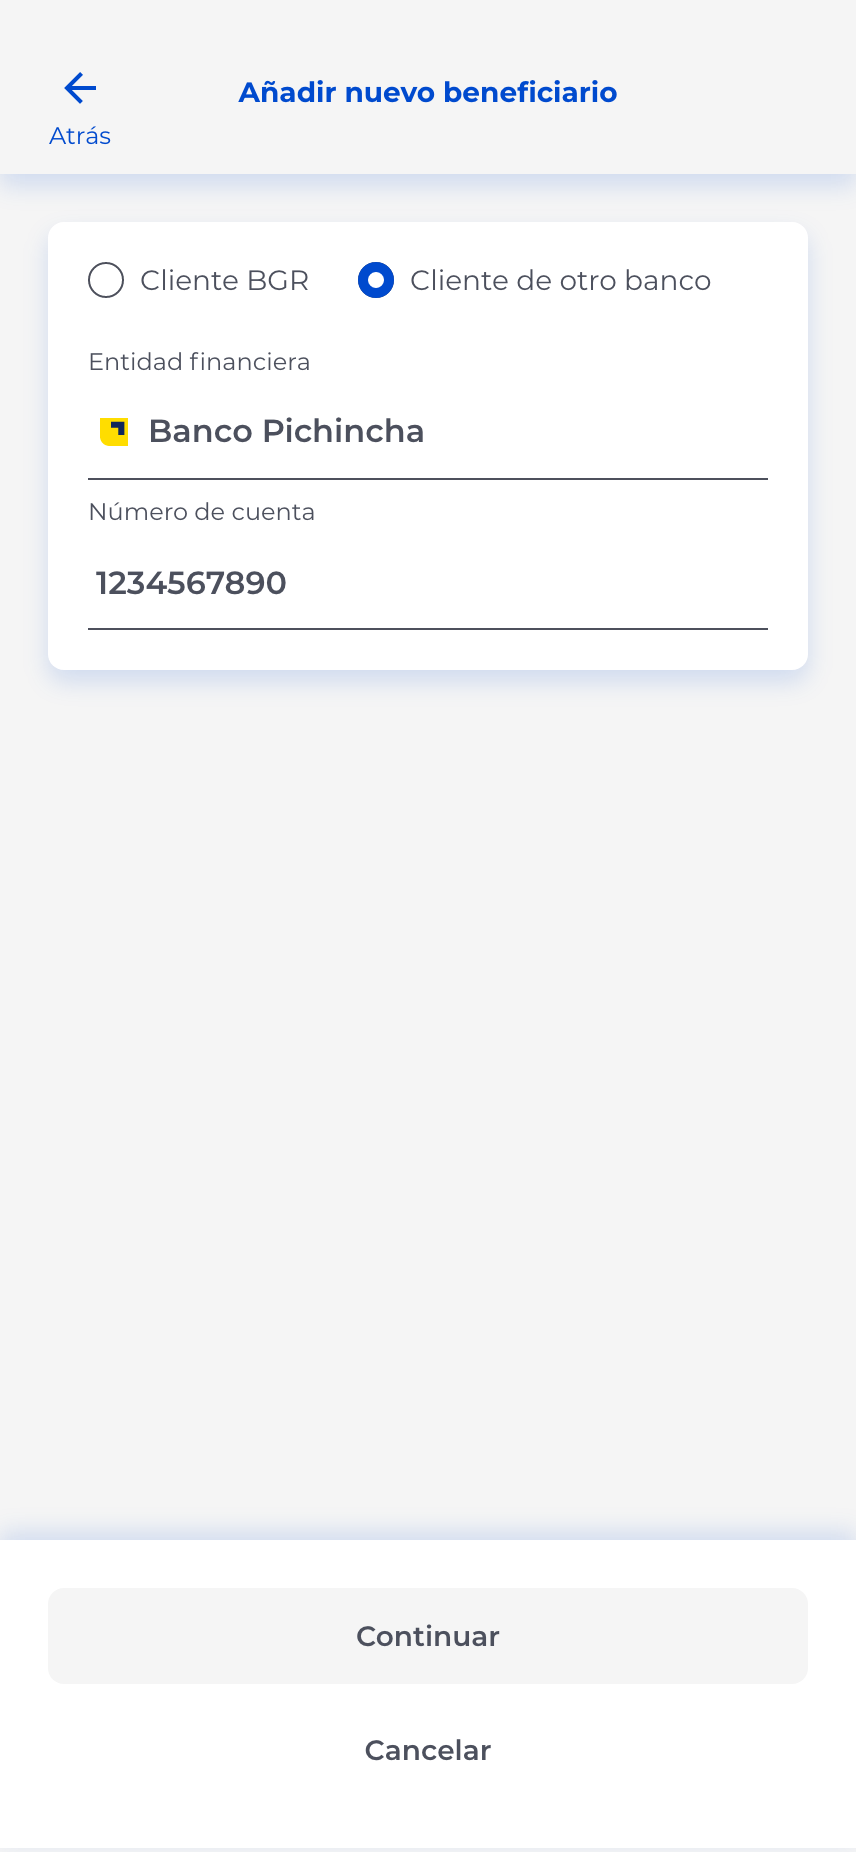 Añadir nuevo beneficiario
Atrás
Cliente BGR
Cliente de otro banco
Entidad financiera
Banco Pichincha
Número de cuenta
1234567890
Continuar
Cancelar